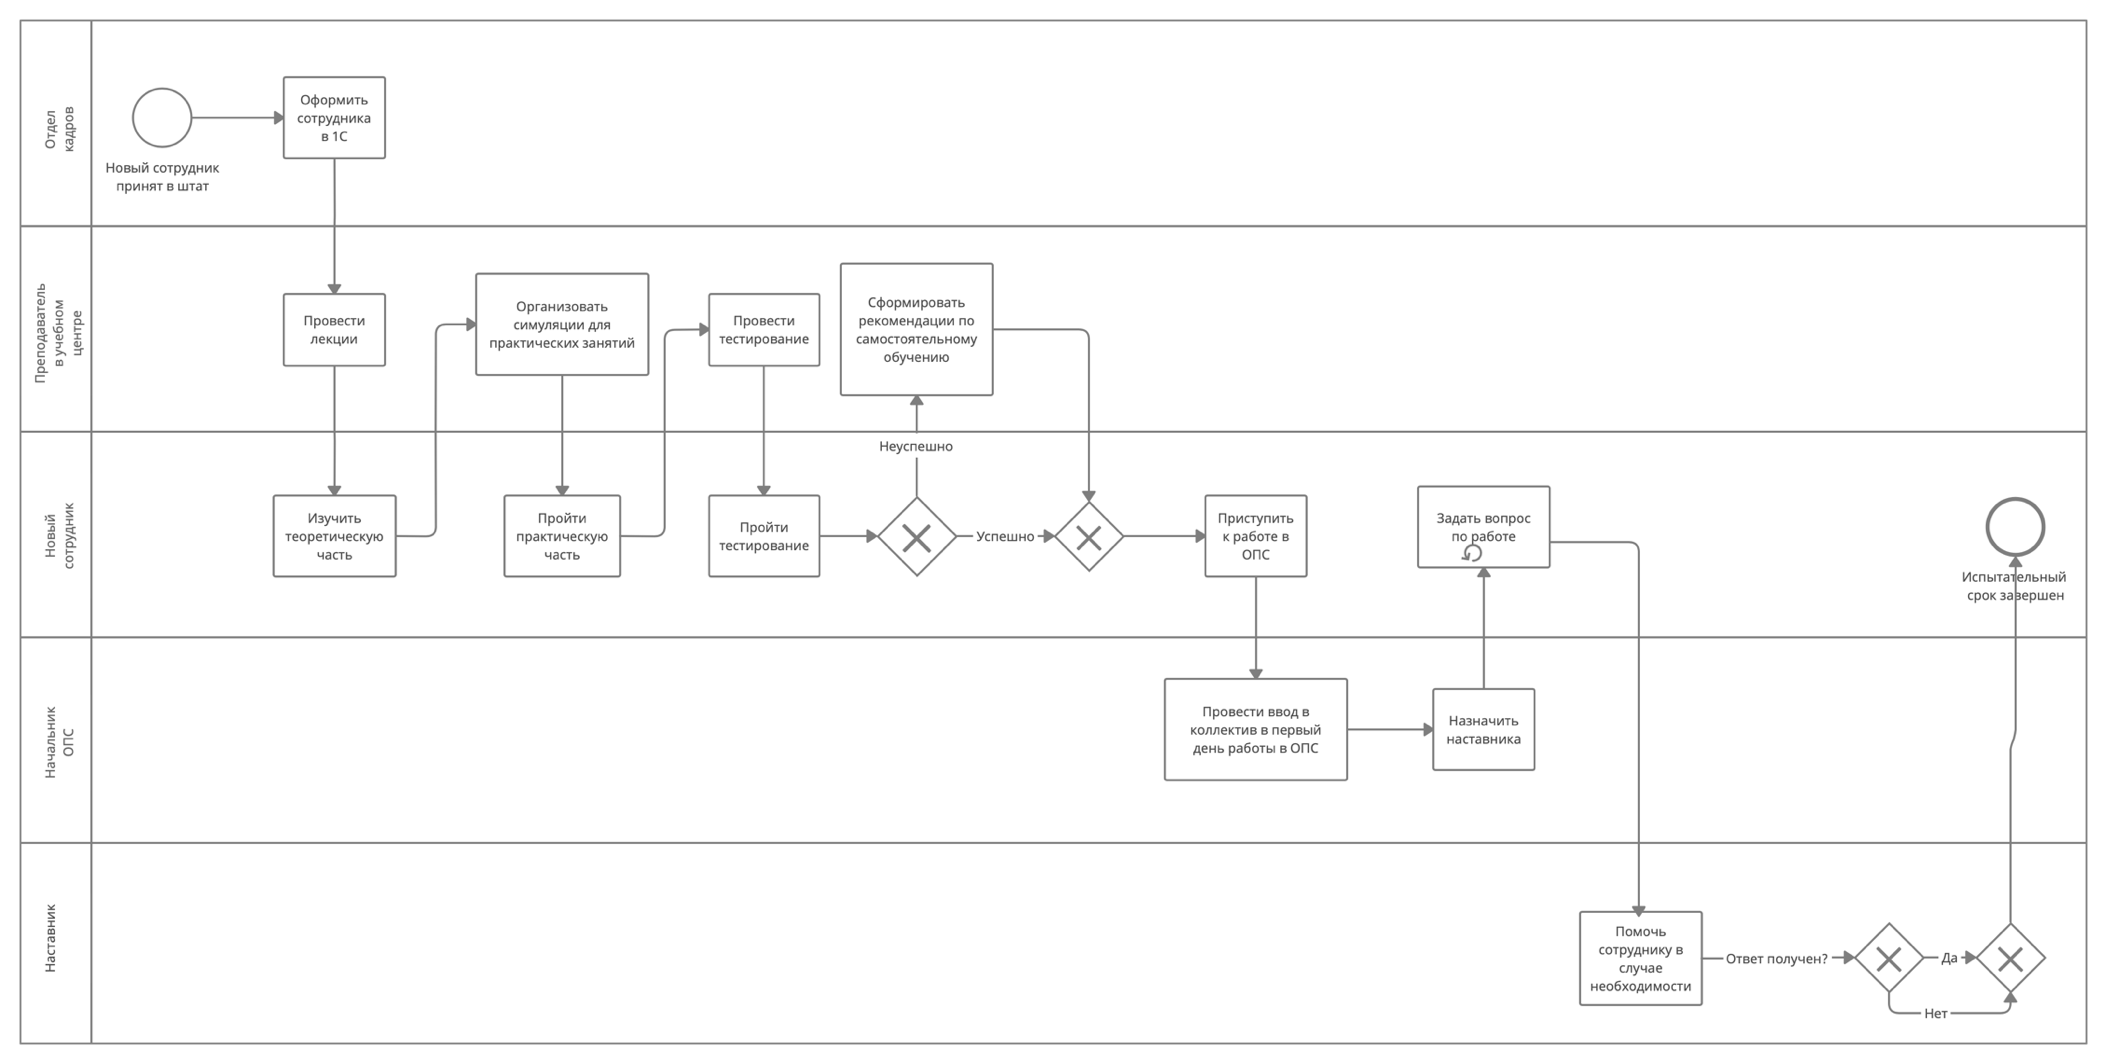 Отдел
кадров
Новый сотрудник
принят в штат
Оформить
сотрудника
в 1С
Преподаватель
в учебном
центре
Провести
лекции
Организовать
симуляции для
практических занятий
Провести
тестирование
Сформировать
рекомендации по
самостоятельному
обучению
Новый
сотрудник
Изучить
теоретическую
часть
Пройти
практическую
часть
Пройти
тестирование
Неуспешно
Успешно
Приступить
к работе в
ОПС
Задать вопрос
по работе
Испытательный
срок завершен
Начальник
ОПС
Провести ввод в
коллектив в первый
день работы в ОПС
Назначить
наставника
Наставник
Помочь
сотруднику в
случае
необходимости
Ответ получен?
Да
Нет